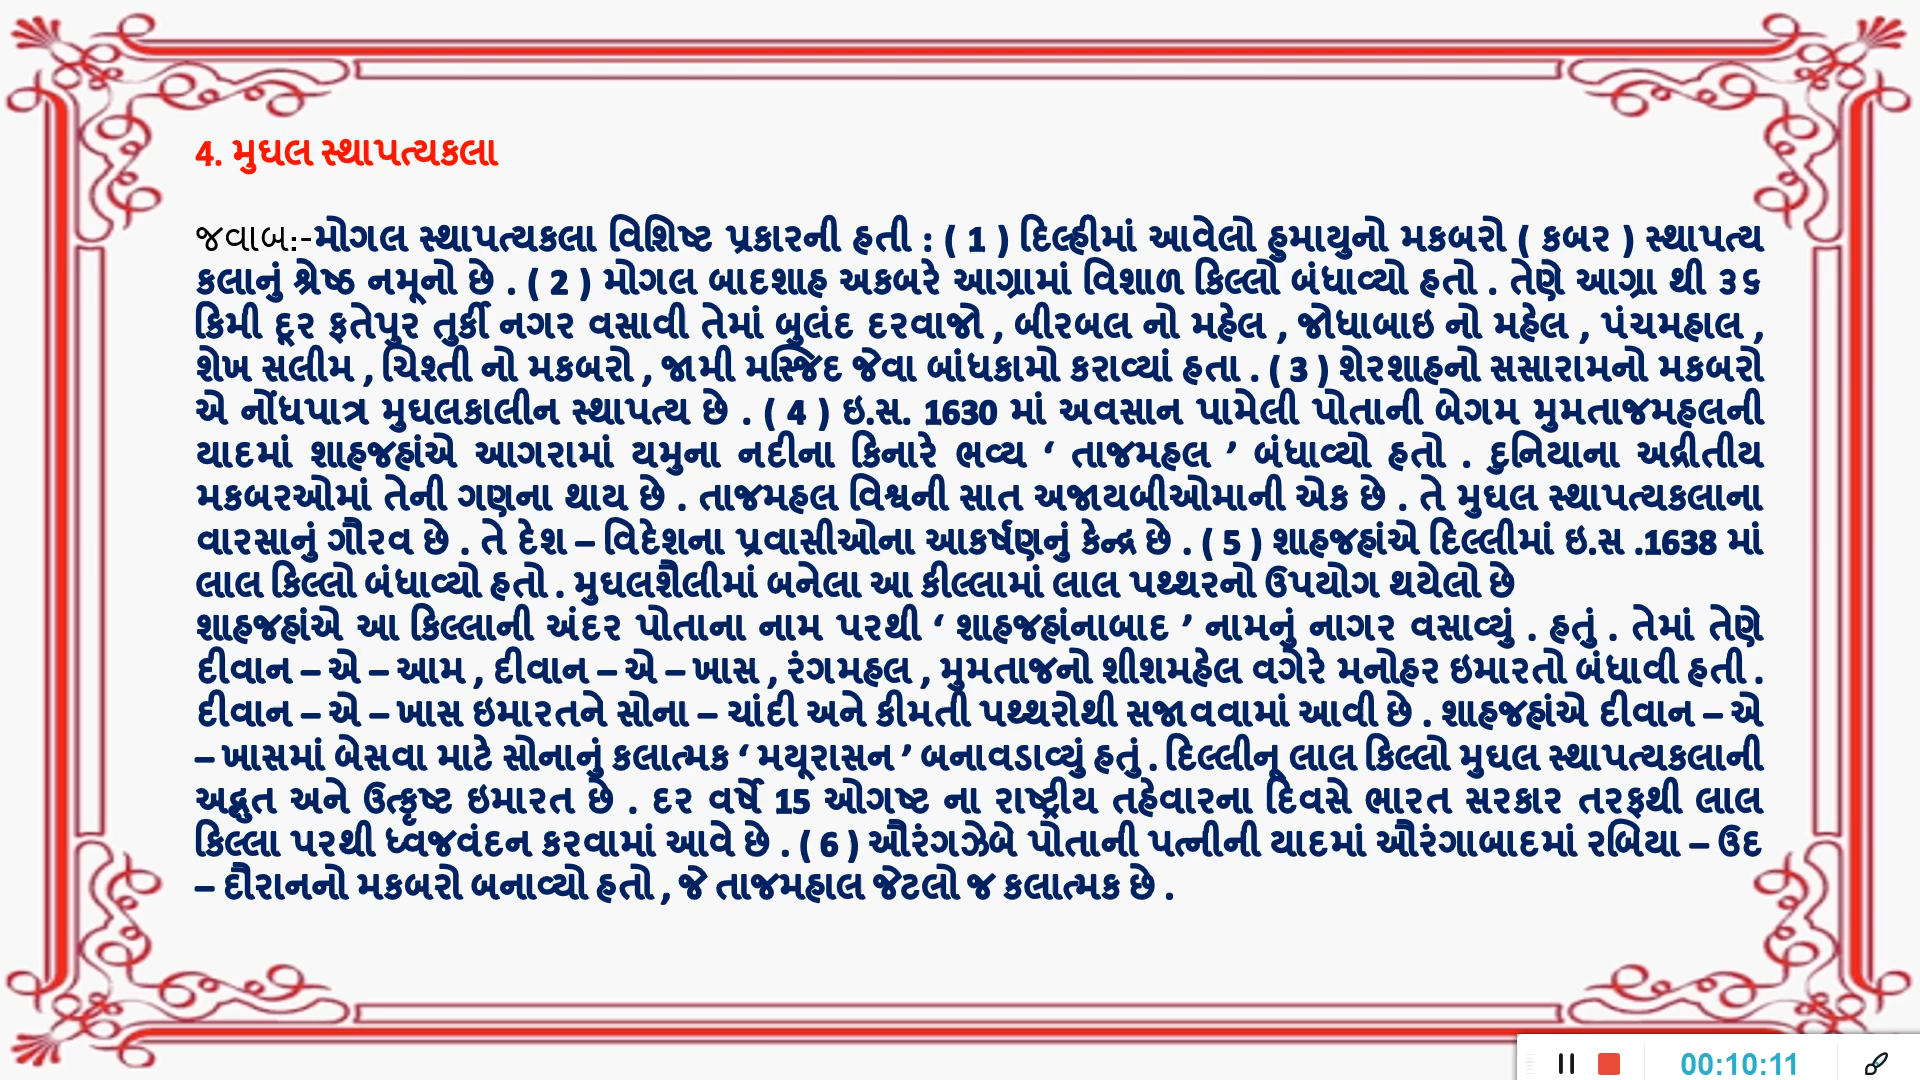 4. મુઘલ સ્થાપત્યકલા
જવાબઃ-મોગલ સ્થાપત્યકલા વિશિષ્ટ પ્રકારની હતી : ( 1 ) દિલ્હીમાં આવેલો હુમાયુનો મકબરો ( કબર ) સ્થાપત્ય
કલાનું શ્રેષ્ઠ નમૂનો છે . ( 2 ) મોગલ બાદશાહ અકબરે આગ્રામાં વિશાળ કિલ્લો બંધાવ્યો હતો . તેણે આગ્રા થી ૩૬
કિમી દૂર ફતેપુર તુર્કી નગર વસાવી તેમાં બુલંદ દરવાજો , બીરબલ નો મહેલ , જોધાબાઇ નો મહેલ , પંચમહાલ ,
શેખ સલીમ , ચિશ્તી નો મકબરો , જામી મસ્જિદ જેવા બાંધકામો કરાવ્યાં હતા . ( 3 ) શેરશાહનો સસારામનો મકબરો
એ નોંધપાત્ર મુઘલકાલીન સ્થાપત્ય છે . ( 4 ) ઇ.સ. 1630 માં અવસાન પામેલી પોતાની બેગમ મુમતાજમહલની
યાદમાં શાહજહાંએ આગરામાં યમુના નદીના કિનારે ભવ્ય ‘ તાજમહલ ’ બંધાવ્યો હતો . દુનિયાના અદ્રીતીય
મકબરઓમાં તેની ગણના થાય છે . તાજમહલ વિશ્વની સાત અજાયબીઓમાની એક છે . તે મુઘલ સ્થાપત્યકલાના
વારસાનું ગૌરવ છે . તે દેશ – વિદેશના પ્રવાસીઓના આકર્ષણનું કેન્દ્ર છે . ( 5 ) શાહજહાંએ દિલ્લીમાં ઇ.સ .1638 માં
લાલ કિલ્લો બંધાવ્યો હતો . મુઘલશૈલીમાં બનેલા આ કીલ્લામાં લાલ પથ્થરનો ઉપયોગ થયેલો છે
શાહજહાંએ આ કિલ્લાની અંદર પોતાના નામ પરથી ‘ શાહજહાંનાબાદ ’ નામનું નાગર વસાવ્યું . હતું . તેમાં તેણે
દીવાન – એ – આમ , દીવાન – એ – ખાસ , રંગમહલ , મુમતાજનો શીશમહેલ વગેરે મનોહર ઇમારતો બંધાવી હતી .
દીવાન – એ – ખાસ ઇમારતને સોના – ચાંદી અને કીમતી પથ્થરોથી સજાવવામાં આવી છે . શાહજહાંએ દીવાન – એ
– ખાસમાં બેસવા માટે સોનાનું કલાત્મક ‘ મયૂરાસન ’ બનાવડાવ્યું હતું . દિલ્લીનૂ લાલ કિલ્લો મુઘલ સ્થાપત્યકલાની
અદ્ભુત અને ઉત્કૃષ્ટ ઇમારત છે . દર વર્ષે 15 ઓગષ્ટ ના રાષ્ટ્રીય તહેવારના દિવસે ભારત સરકાર તરફથી લાલ
કિલ્લા પરથી ધ્વજવંદન કરવામાં આવે છે . ( 6 ) ઔરંગઝેબે પોતાની પત્નીની યાદમાં ઔરંગાબાદમાં રબિયા – ઉદ
– દૌરાનનો મકબરો બનાવ્યો હતો , જે તાજમહાલ જેટલો જ કલાત્મક છે .
00:10:11